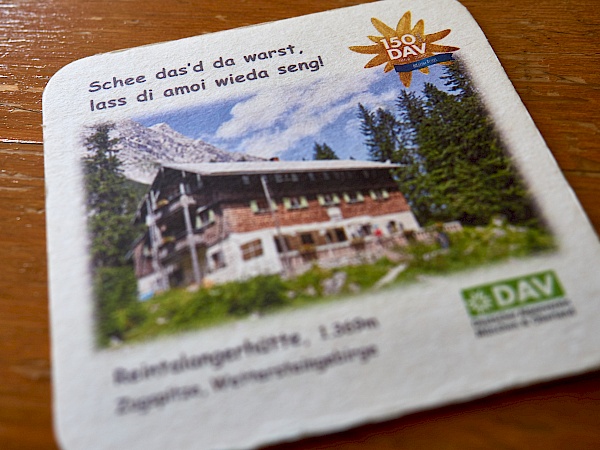 Schee das'd da warst,
lass di amoi wieda seng!
150
DAV
DAV
Reintalangerhütte, 1.369m
Zugspitze, Wettersteingebirge